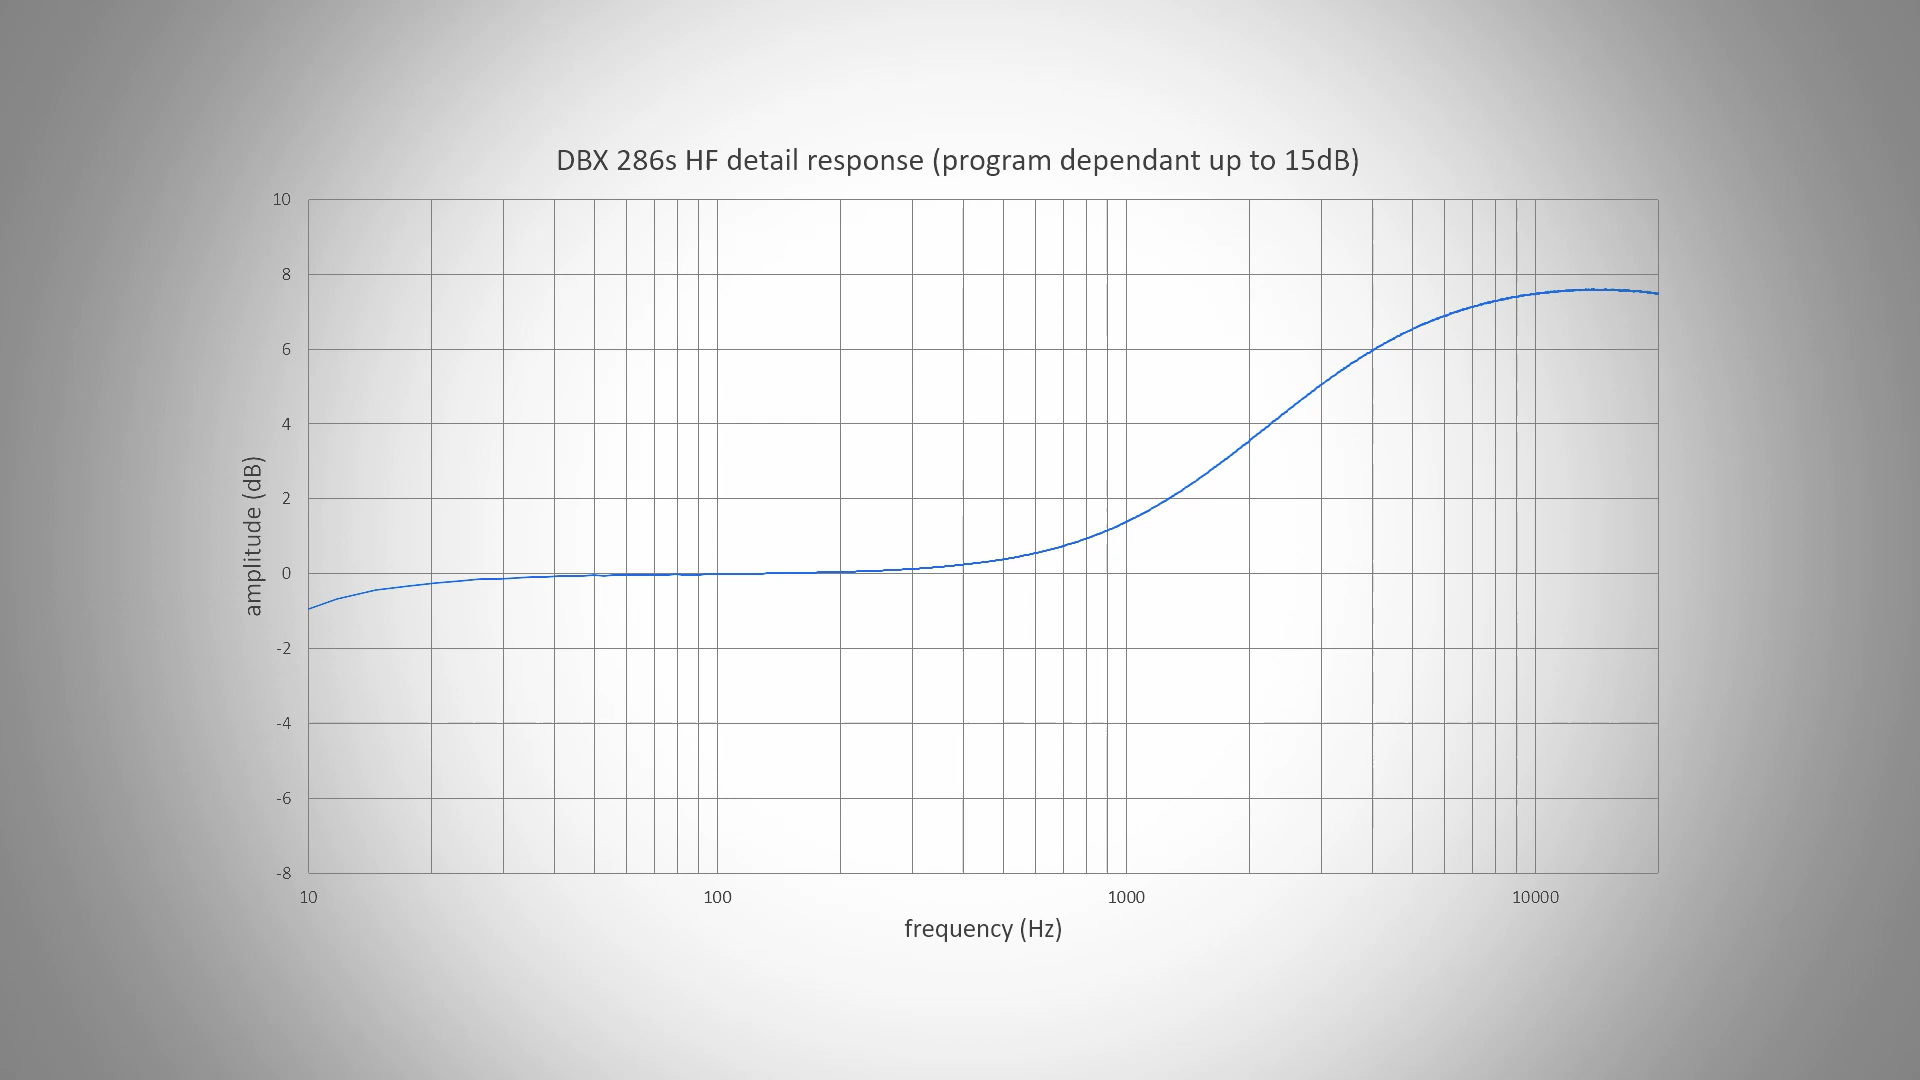 DBX 286s HF detail response (program dependant up to 15dB)
10
8
6
4
2
0
-2
-4
-6
-8
amplitude (dB)
10 100 1000 10000
frequency (Hz)